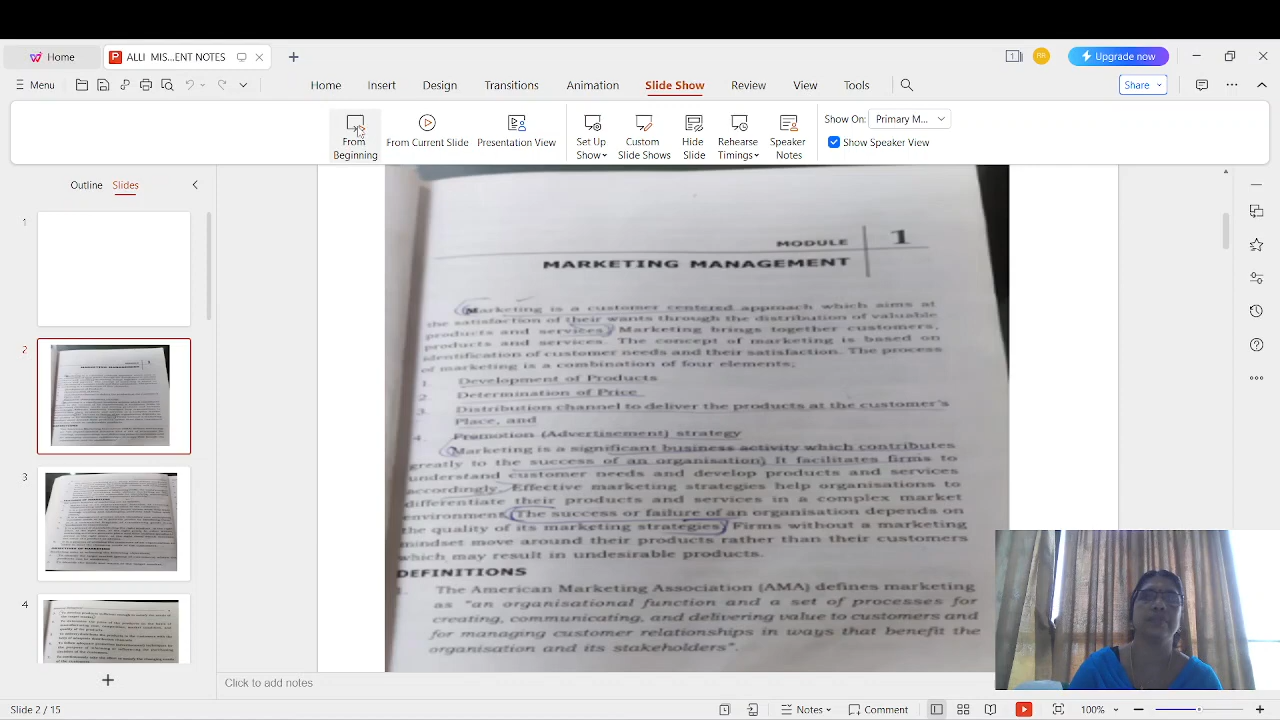 Home
ALLI MIS...ENT NOTES
1
RR
Upgrade now
Menu
Home Insert Design Transitions Animation Slide Show Review View Tools
Share
From Beginning
From Current Slide
Presentation View
Set Up Show
Custom Slide Shows
Hide Slide
Rehearse Timings
Speaker Notes
Show On: Primary M...
Show Speaker View
Outline Slides
1
2
3
4
MODULE 1
MARKETING MANAGEMENT
Marketing is a customer centered approach which aims at
the satisfaction of their wants through the distribution of valuable
products and services. Marketing brings together customers,
products and services. The concept of marketing is based on
identification of customer needs and their satisfaction. The process
of marketing is a combination of four elements;
1. Development of Products
2. Determination of Price
3. Distribution channel to deliver the products at the customer's
Place, and
4. Promotion (Advertisement) strategy
Marketing is a significant business activity which contributes
greatly to the success of an organisation. It facilitates firms to
understand customer needs and develop products and services
accordingly. Effective marketing strategies help organisations to
differentiate their products and services in a complex market
environment. The success or failure of an organisation depends on
the quality of its marketing strategies. Firms without a marketing
mindset move around their products rather than their customers
which may result in undesirable products.
DEFINITIONS
1. The American Marketing Association (AMA) defines marketing
as "an organisational function and a set of processes for
creating, communicating, and delivering value to customers and
for managing customer relationships in ways that benefit the
organisation and its stakeholders".
Click to add notes
Slide 2 / 15
Notes
Comment
100%